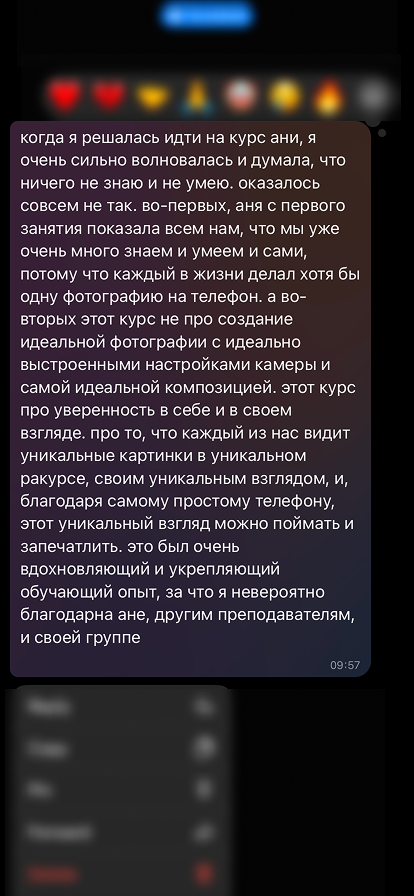 когда я решалась идти на курс ани, я
очень сильно волновалась и думала, что
ничего не знаю и не умею. оказалось
совсем не так. во-первых, аня с первого
занятия показала всем нам, что мы уже
очень много знаем и умеем и сами,
потому что каждый в жизни делал хотя бы
одну фотографию на телефон. а во-
вторых этот курс не про создание
идеальной фотографии с идеально
выстроенными настройками камеры и
самой идеальной композицией. этот курс
про уверенность в себе и в своем
взгляде. про то, что каждый из нас видит
уникальные картинки в уникальном
ракурсе, своим уникальным взглядом, и,
благодаря самому простому телефону,
этот уникальный взгляд можно поймать и
запечатлить. это был очень
вдохновляющий и укрепляющий
обучающий опыт, за что я невероятно
благодарна ане, другим преподавателям,
и своей группе
09:57
Reply
Copy
Pin
Forward
Delete